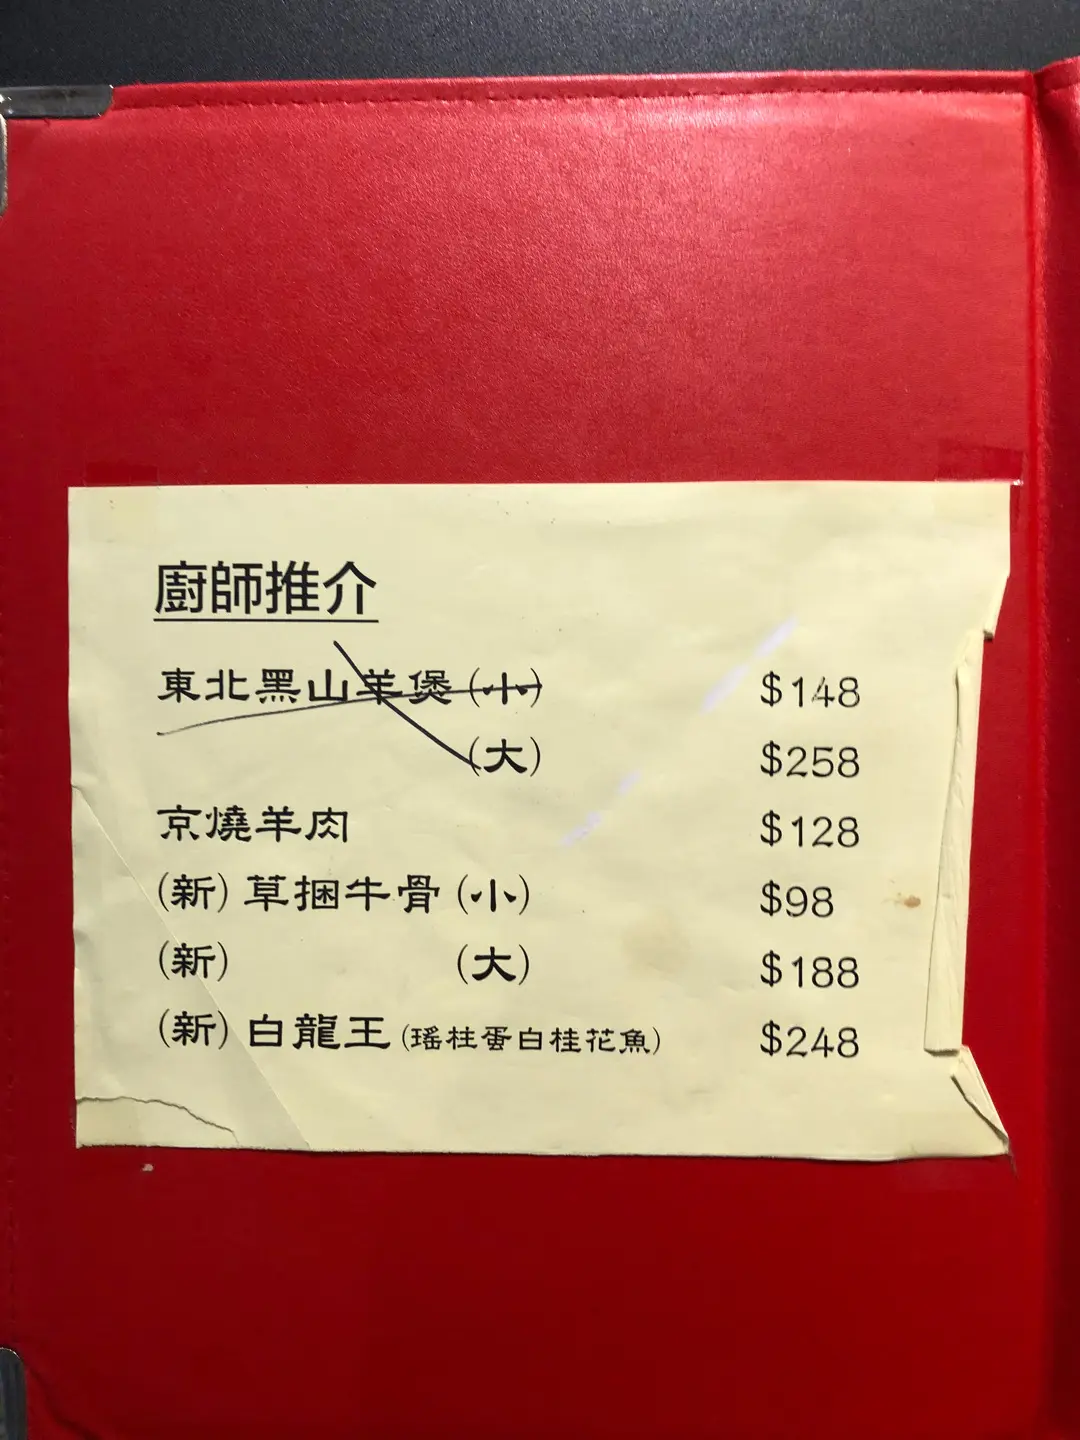 廚師推介
東北黑山羊煲(小) $148
(大) $258
京燒羊肉 $128
(新)草捆牛骨(小) $98
(新) (大) $188
(新)白龍王(瑤柱蛋白桂花魚) $248